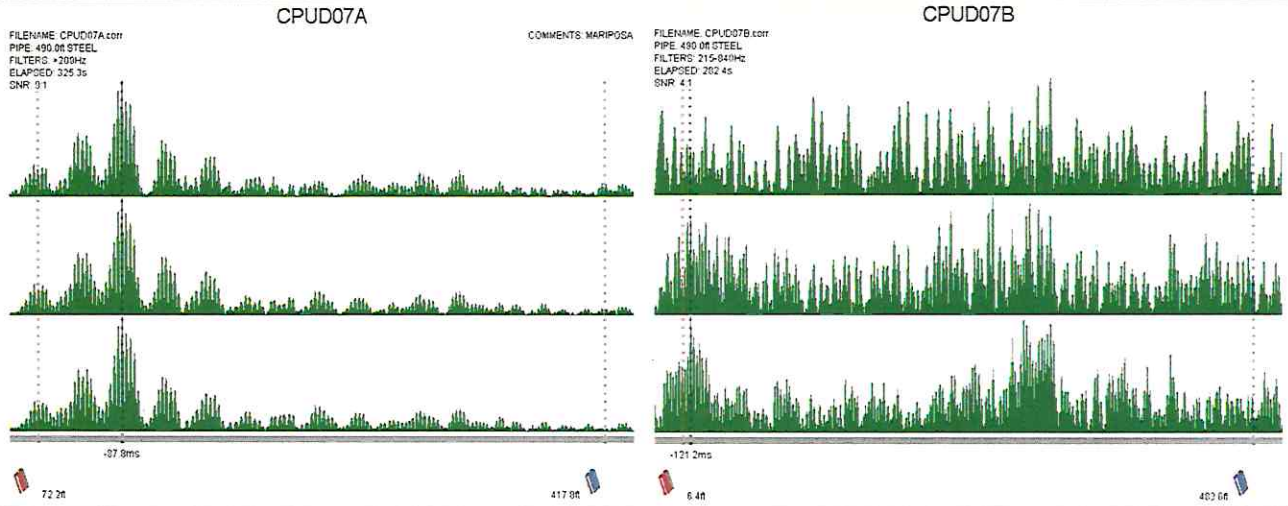 CPUD07A
FILENAME: CPUD07A.corr
PIPE: 490.0ft STEEL
FILTERS: >200Hz
ELAPSED: 325.3s
SNR: 9.1
COMMENTS: MARIPOSA
-87.8ms
72.2ft
417.8ft
CPUD07B
FILENAME: CPUD07B.corr
PIPE: 490.0ft STEEL
FILTERS: 215-840Hz
ELAPSED: 282.4s
SNR: 4.1
-121.2ms
6.4ft
483.6ft